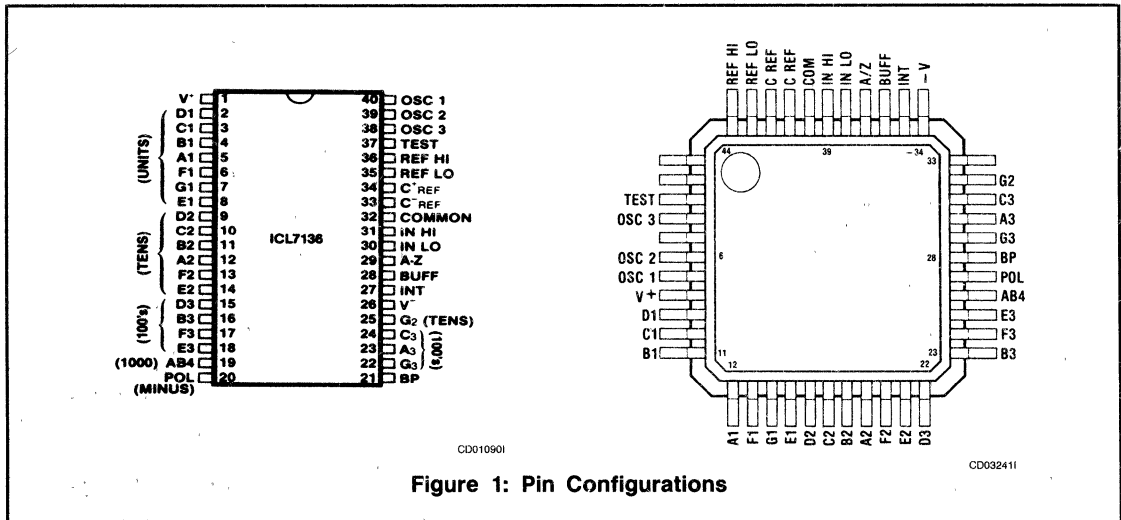 V+ 1
D1 2
C1 3
B1 4
A1 5
F1 6
G1 7
E1 8
(UNITS)
D2 9
C2 10
B2 11
A2 12
F2 13
E2 14
(TENS)
D3 15
B3 16
F3 17
E3 18
(100's)
(1000) AB4 19
POL 20
(MINUS)
ICL7136
40 OSC 1
39 OSC 2
38 OSC 3
37 TEST
36 REF HI
35 REF LO
34 C+REF
33 C-REF
32 COMMON
31 IN HI
30 IN LO
29 A-Z
28 BUFF
27 INT
26 V-
25 G2 (TENS)
24 C3
23 A3
22 G3
(100's)
21 BP
CD01090I
REF HI
REF LO
C REF
C REF
COM
IN HI
IN LO
A/Z
BUFF
INT
-V
44
39
-34
33
TEST
OSC 3
OSC 2
OSC 1
V+
D1
C1
B1
6
11
12
28
23
22
G2
C3
A3
G3
BP
POL
AB4
E3
F3
B3
A1
F1
G1
E1
D2
C2
B2
A2
F2
E2
D3
CD03241I
Figure 1: Pin Configurations